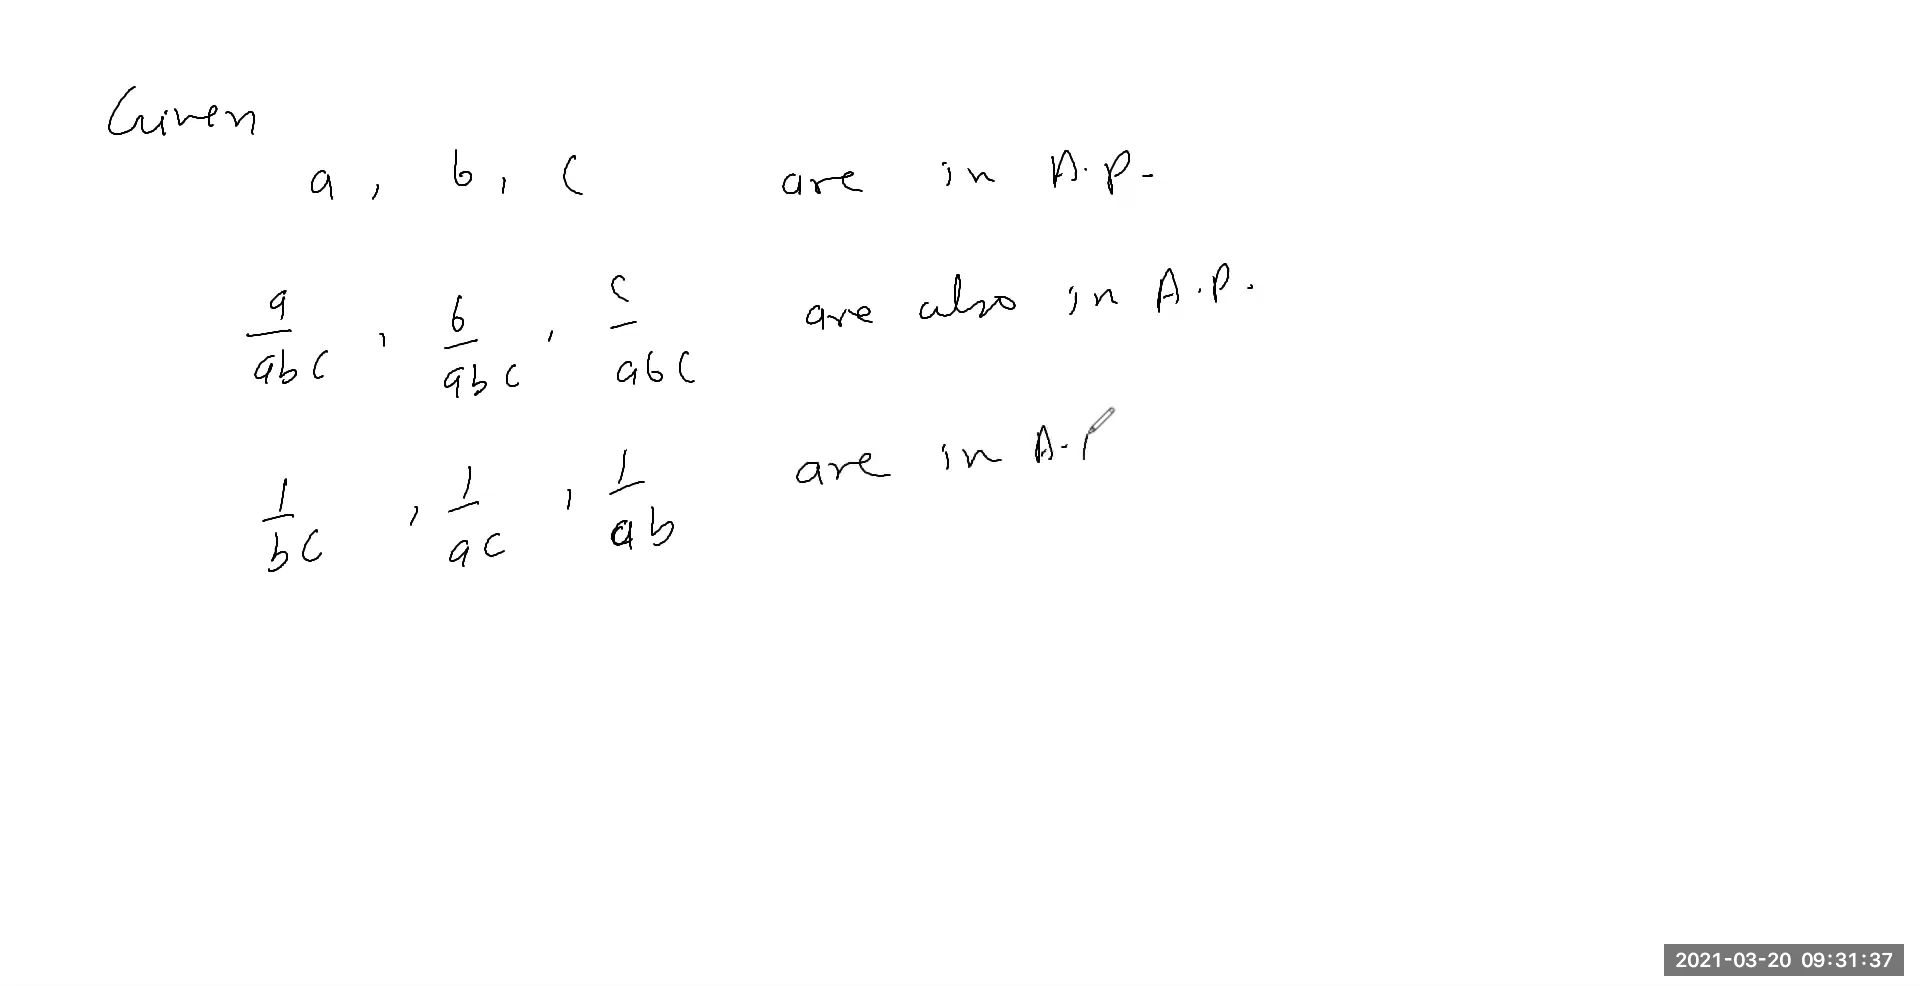 Given
a, b, c are in A.P.
a/abc, b/abc, c/abc are also in A.P.
1/bc, 1/ac, 1/ab are in A.P
2021-03-20 09:31:37